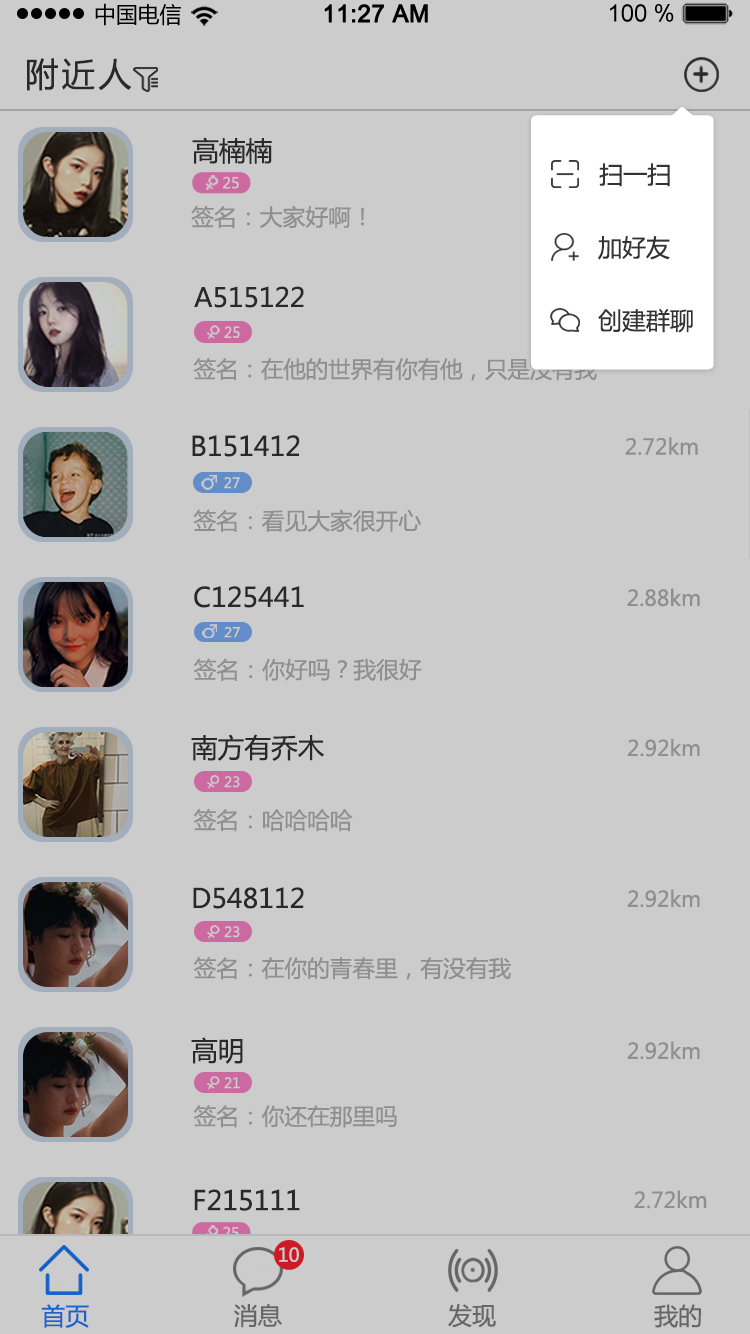 中国电信 11:27 AM 100 %
附近人
扫一扫
加好友
创建群聊
高楠楠
25
签名：大家好啊！
A515122
25
签名：在他的世界有你有他，只是没有我
B151412 2.72km
27
签名：看见大家很开心
C125441 2.88km
27
签名：你好吗？我很好
南方有乔木 2.92km
23
签名：哈哈哈哈
D548112 2.92km
23
签名：在你的青春里，有没有我
高明 2.92km
21
签名：你还在那里吗
F215111 2.72km
25
10
首页 消息 发现 我的